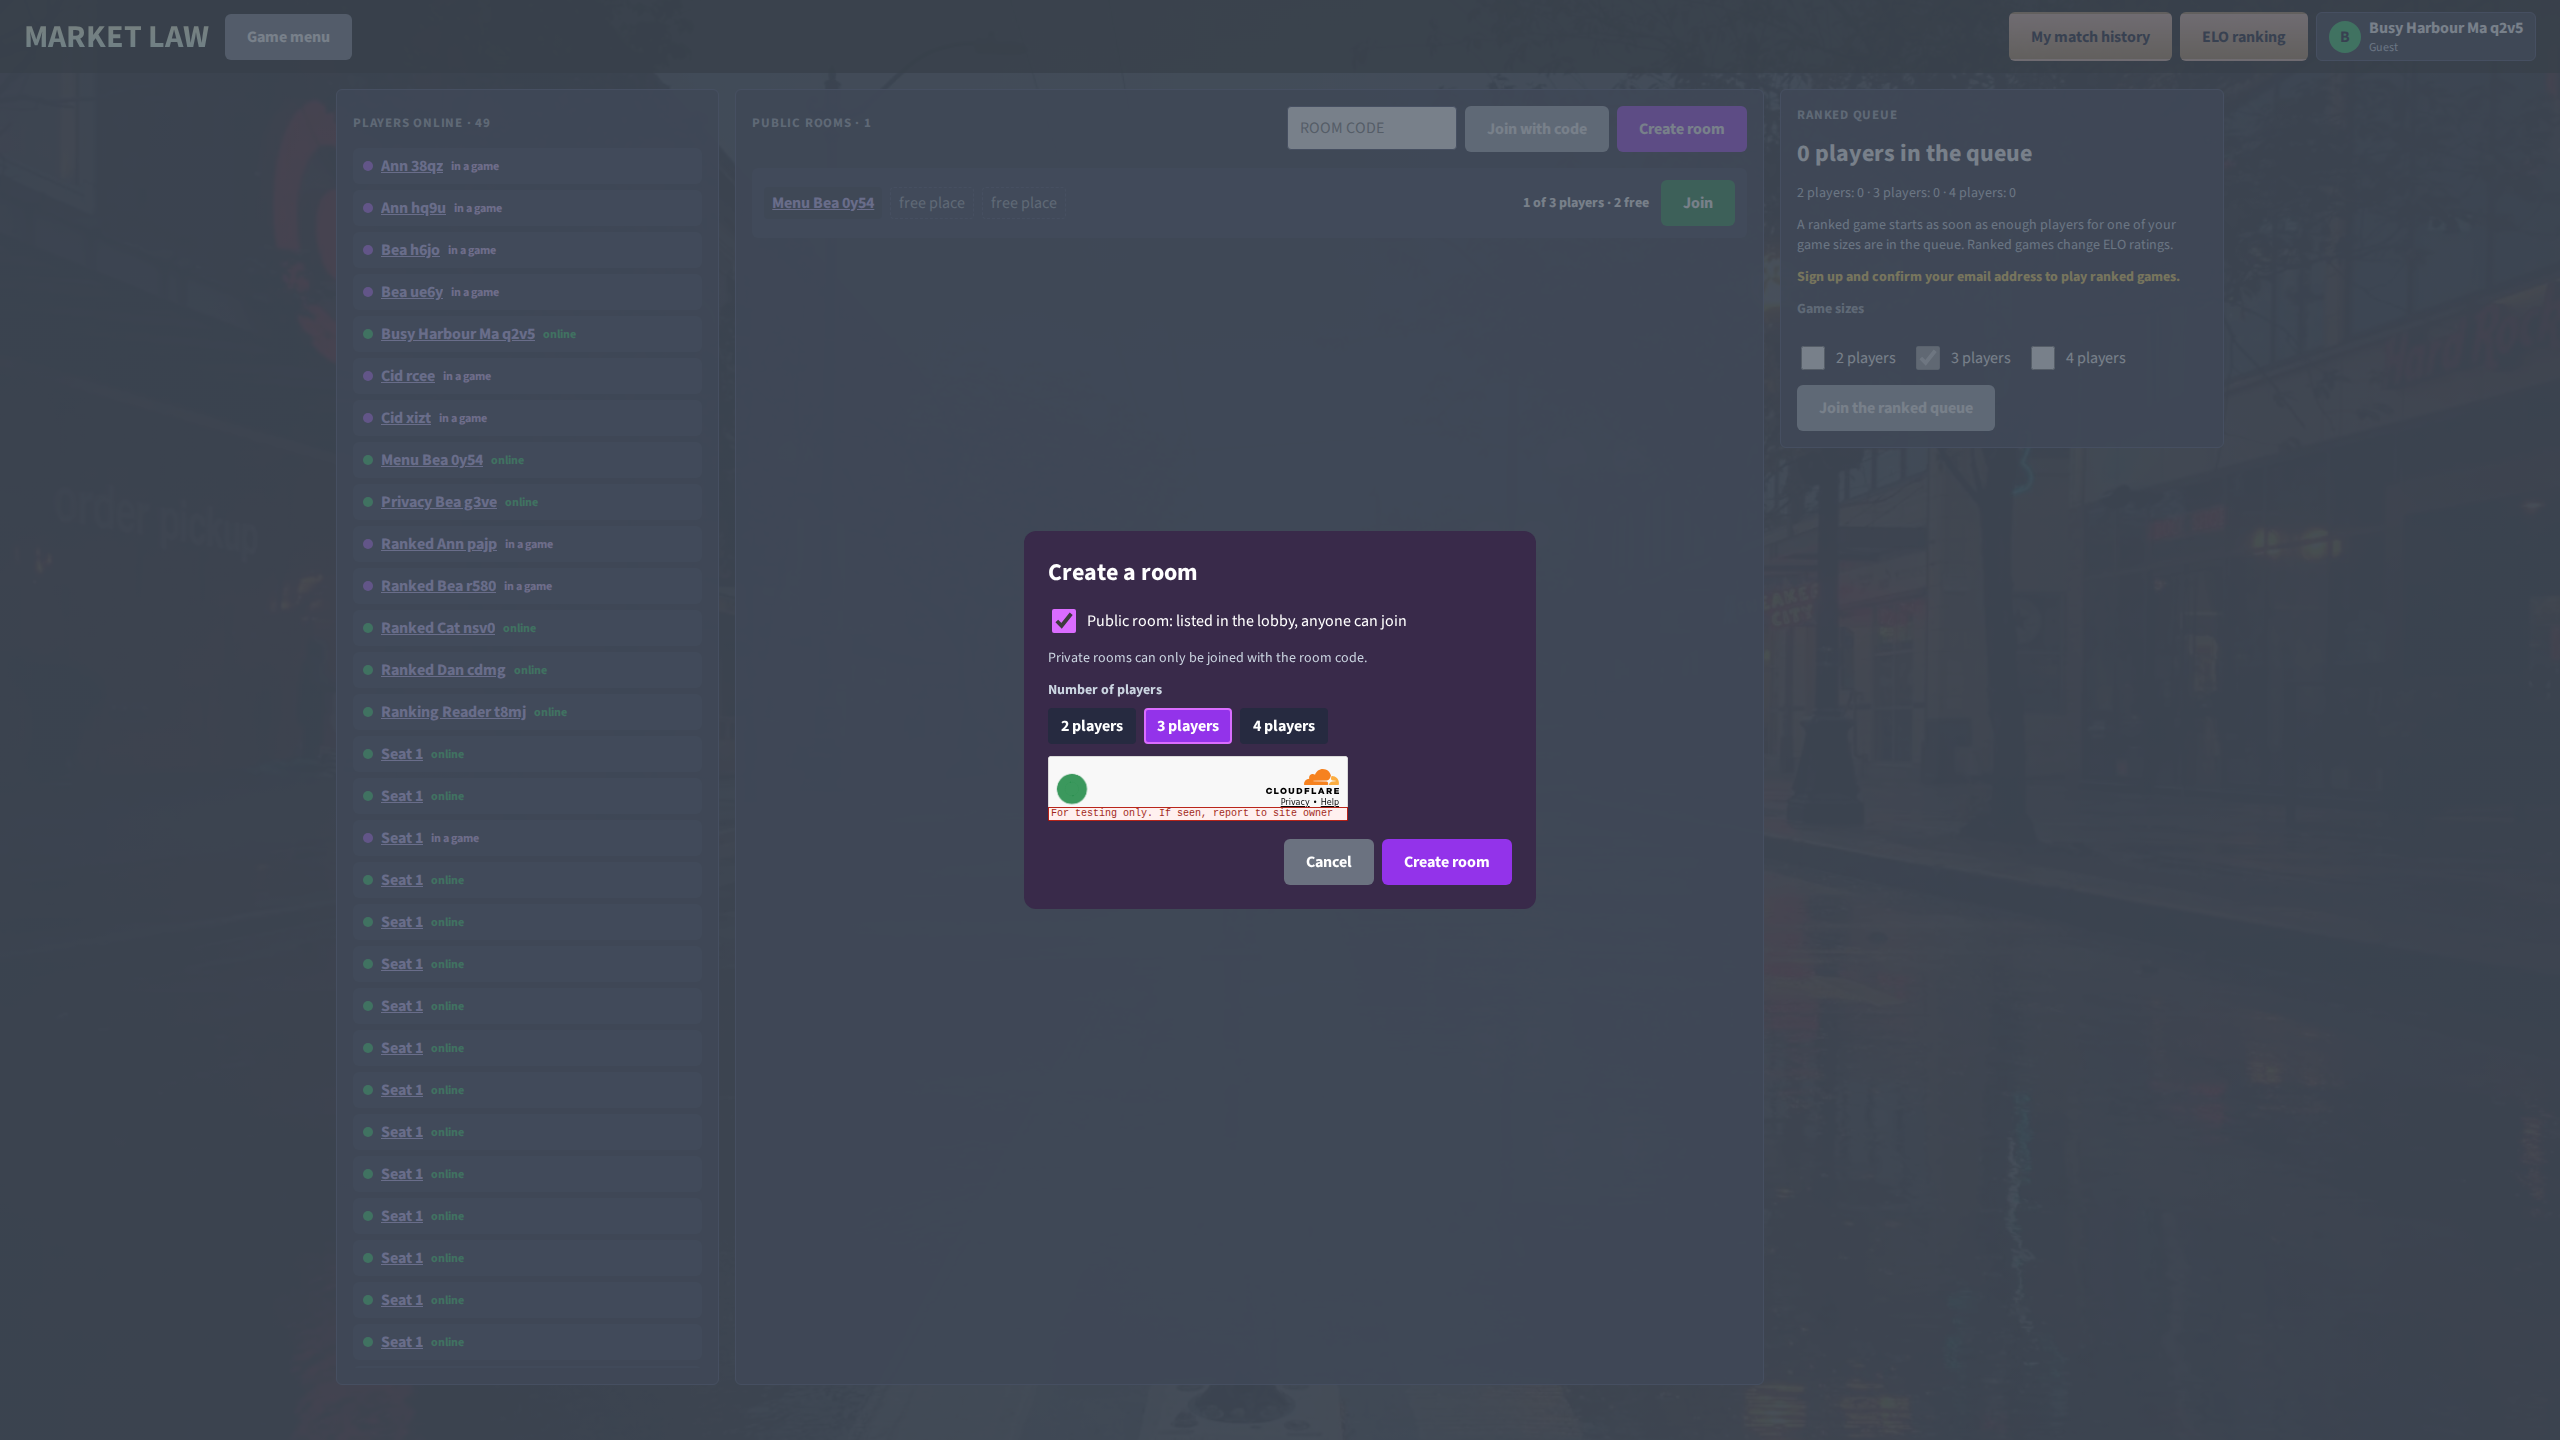 MARKET LAW
Game menu
My match history
ELO ranking
B
Busy Harbour Ma q2v5
Guest
PLAYERS ONLINE · 49
Ann 38qz in a game
Ann hq9u in a game
Bea h6jo in a game
Bea ue6y in a game
Busy Harbour Ma q2v5 online
Cid rcee in a game
Cid xizt in a game
Menu Bea 0y54 online
Privacy Bea g3ve online
Ranked Ann pajp in a game
Ranked Bea r580 in a game
Ranked Cat nsv0 online
Ranked Dan cdmg online
Ranking Reader t8mj online
Seat 1 online
Seat 1 online
Seat 1 in a game
Seat 1 online
Seat 1 online
Seat 1 online
Seat 1 online
Seat 1 online
Seat 1 online
Seat 1 online
Seat 1 online
Seat 1 online
Seat 1 online
Seat 1 online
Seat 1 online
PUBLIC ROOMS · 1
ROOM CODE
Join with code
Create room
Menu Bea 0y54 free place free place
1 of 3 players · 2 free
Join
RANKED QUEUE
0 players in the queue
2 players: 0 · 3 players: 0 · 4 players: 0
A ranked game starts as soon as enough players for one of your
game sizes are in the queue. Ranked games change ELO ratings.
Sign up and confirm your email address to play ranked games.
Game sizes
2 players 3 players 4 players
Join the ranked queue
Create a room
Public room: listed in the lobby, anyone can join
Private rooms can only be joined with the room code.
Number of players
2 players 3 players 4 players
CLOUDFLARE
Privacy • Help
For testing only. If seen, report to site owner
Cancel
Create room
order pickup